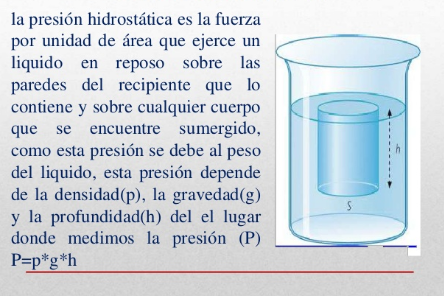 la presión hidrostática es la fuerza
por unidad de área que ejerce un
liquido en reposo sobre las
paredes del recipiente que lo
contiene y sobre cualquier cuerpo
que se encuentre sumergido,
como esta presión se debe al peso
del liquido, esta presión depende
de la densidad(p), la gravedad(g)
y la profundidad(h) del el lugar
donde medimos la presión (P)
P=p*g*h
h
S